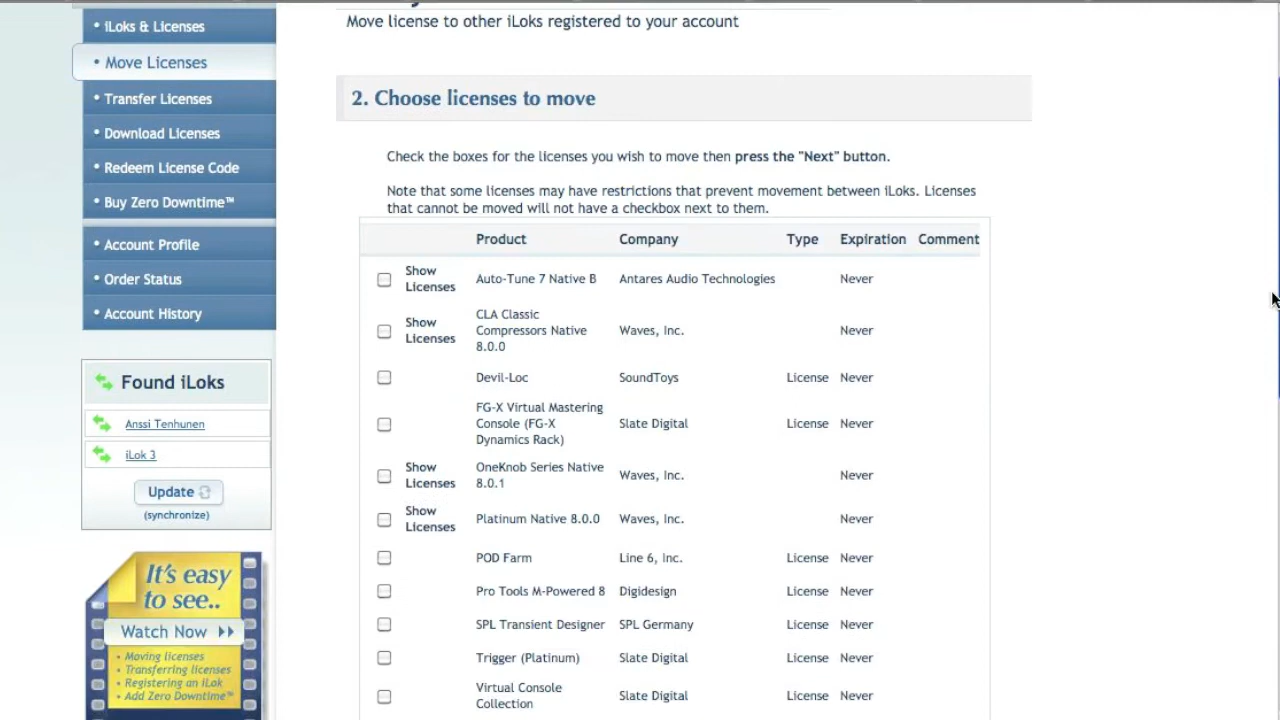 • iLoks & Licenses
• Move Licenses
• Transfer Licenses
• Download Licenses
• Redeem License Code
• Buy Zero Downtime™
• Account Profile
• Order Status
• Account History
Found iLoks
Anssi Tenhunen
iLok 3
Update
(synchronize)
It's easy
to see..
Watch Now
• Moving licenses
• Transferring licenses
• Registering an iLok
• Add Zero Downtime™
Move license to other iLoks registered to your account
2. Choose licenses to move
Check the boxes for the licenses you wish to move then press the "Next" button.
Note that some licenses may have restrictions that prevent movement between iLoks. Licenses
that cannot be moved will not have a checkbox next to them.
Product Company Type Expiration Comment
Show
Licenses
Auto-Tune 7 Native B Antares Audio Technologies Never
Show
Licenses
CLA Classic
Compressors Native
8.0.0
Waves, Inc. Never
Devil-Loc SoundToys License Never
FG-X Virtual Mastering
Console (FG-X
Dynamics Rack)
Slate Digital License Never
Show
Licenses
OneKnob Series Native
8.0.1
Waves, Inc. Never
Show
Licenses
Platinum Native 8.0.0 Waves, Inc. Never
POD Farm Line 6, Inc. License Never
Pro Tools M-Powered 8 Digidesign License Never
SPL Transient Designer SPL Germany License Never
Trigger (Platinum) Slate Digital License Never
Virtual Console
Collection
Slate Digital License Never